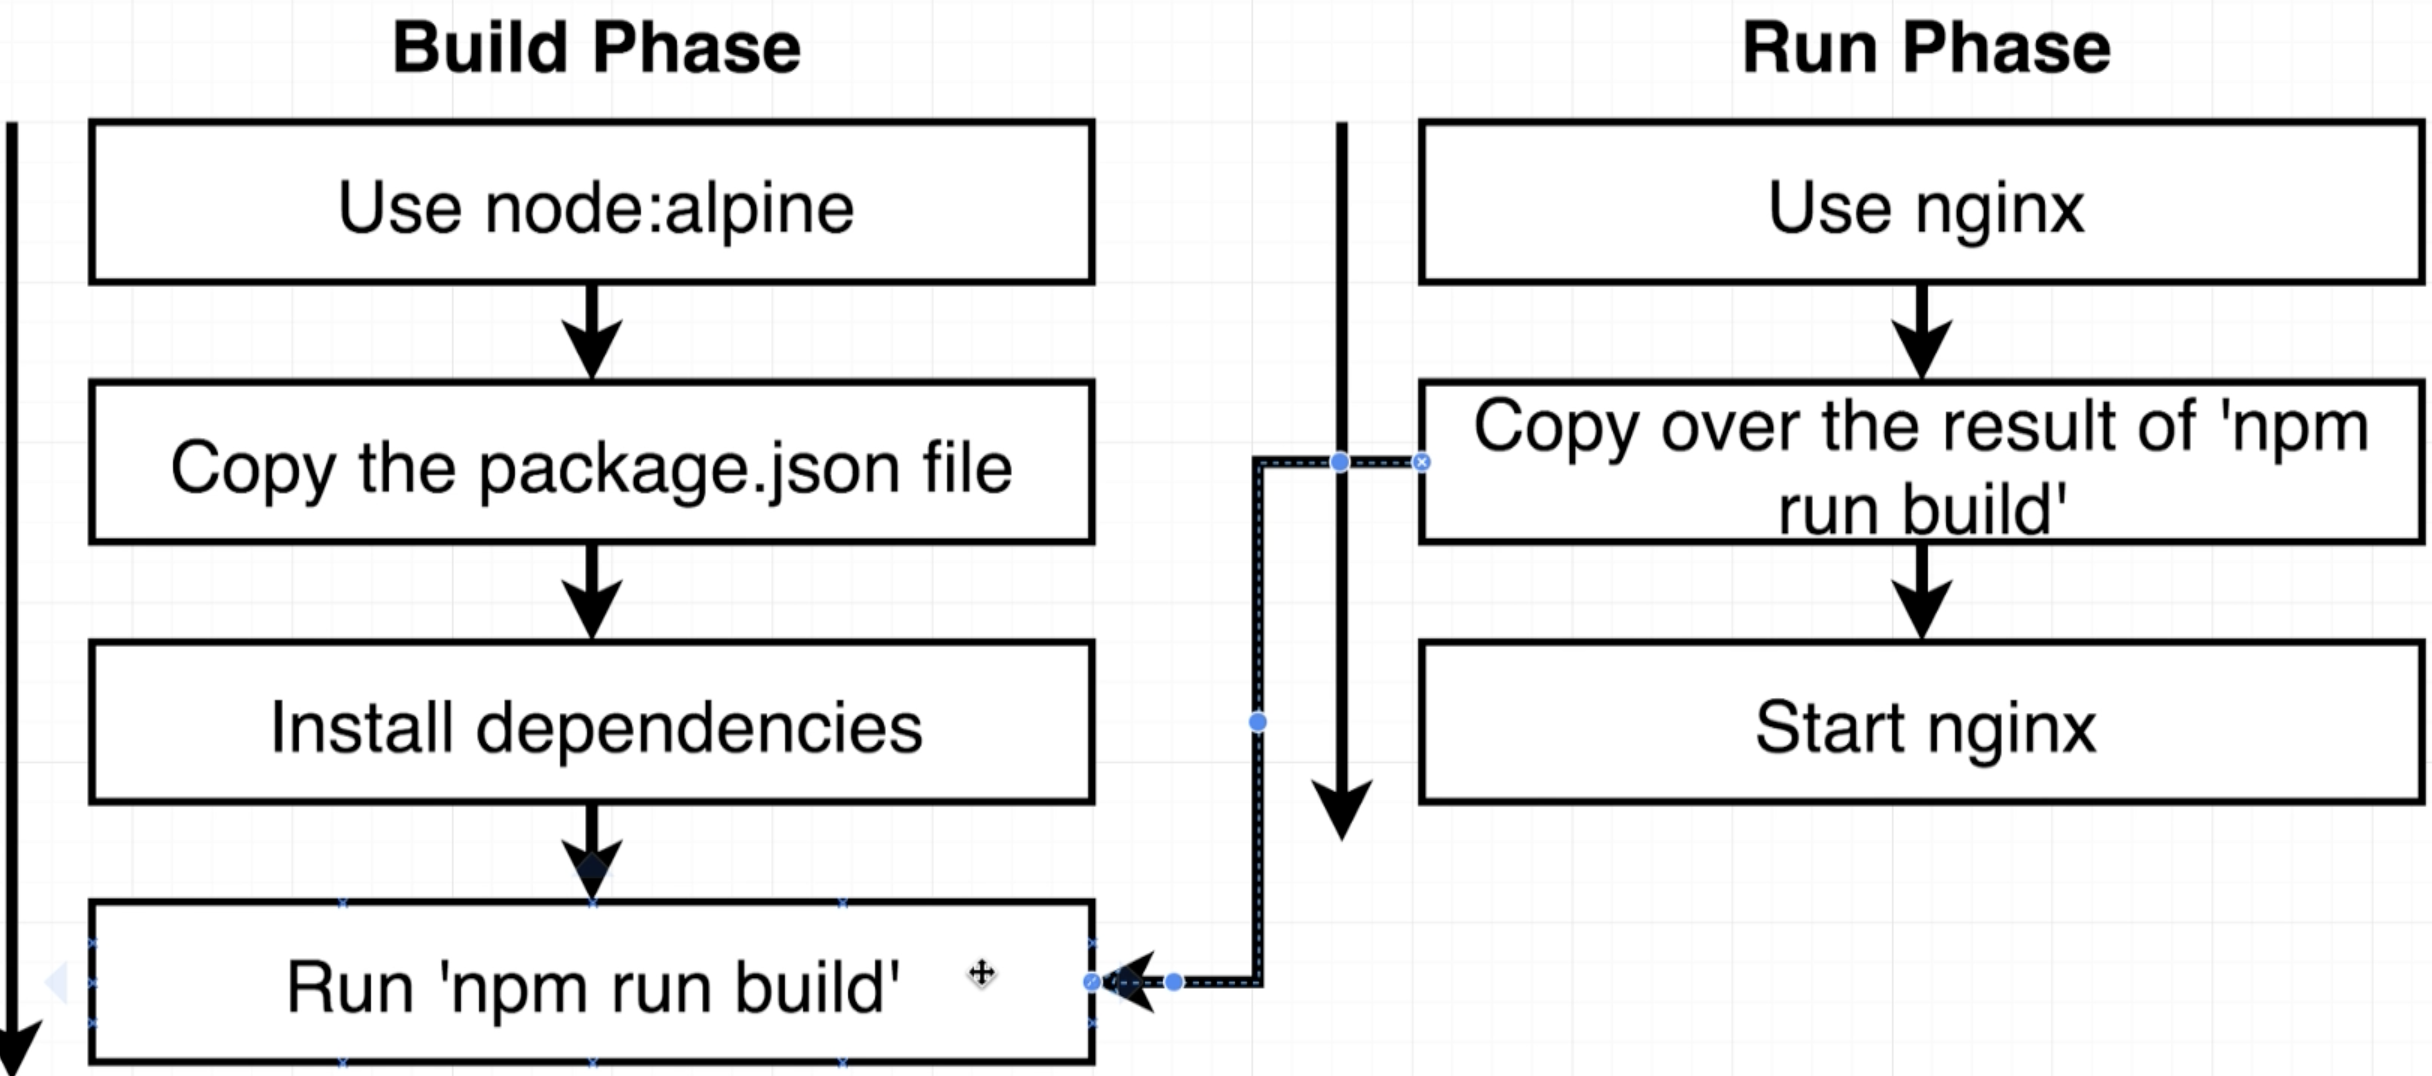 Build Phase
Use node:alpine
Copy the package.json file
Install dependencies
Run 'npm run build'
Run Phase
Use nginx
Copy over the result of 'npm
run build'
Start nginx